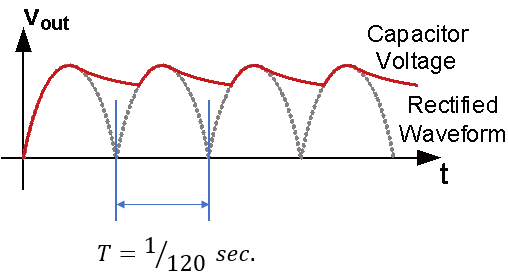 Vout
Capacitor
Voltage
Rectified
Waveform
t
T = 1/120 sec.